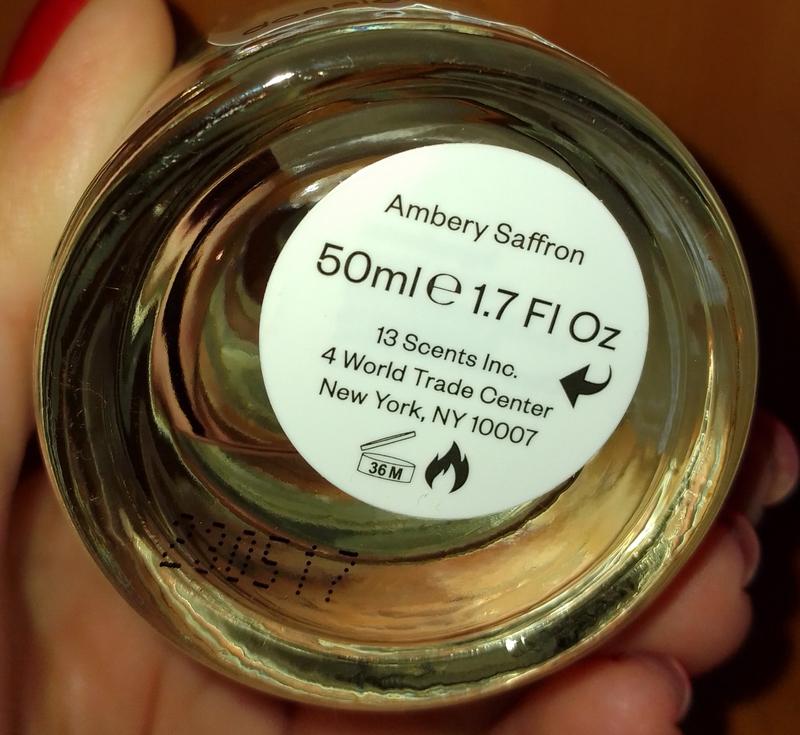 Ambery Saffron
50ml℮ 1.7 Fl Oz
13 Scents Inc.
4 World Trade Center
New York, NY 10007
36 M
230517